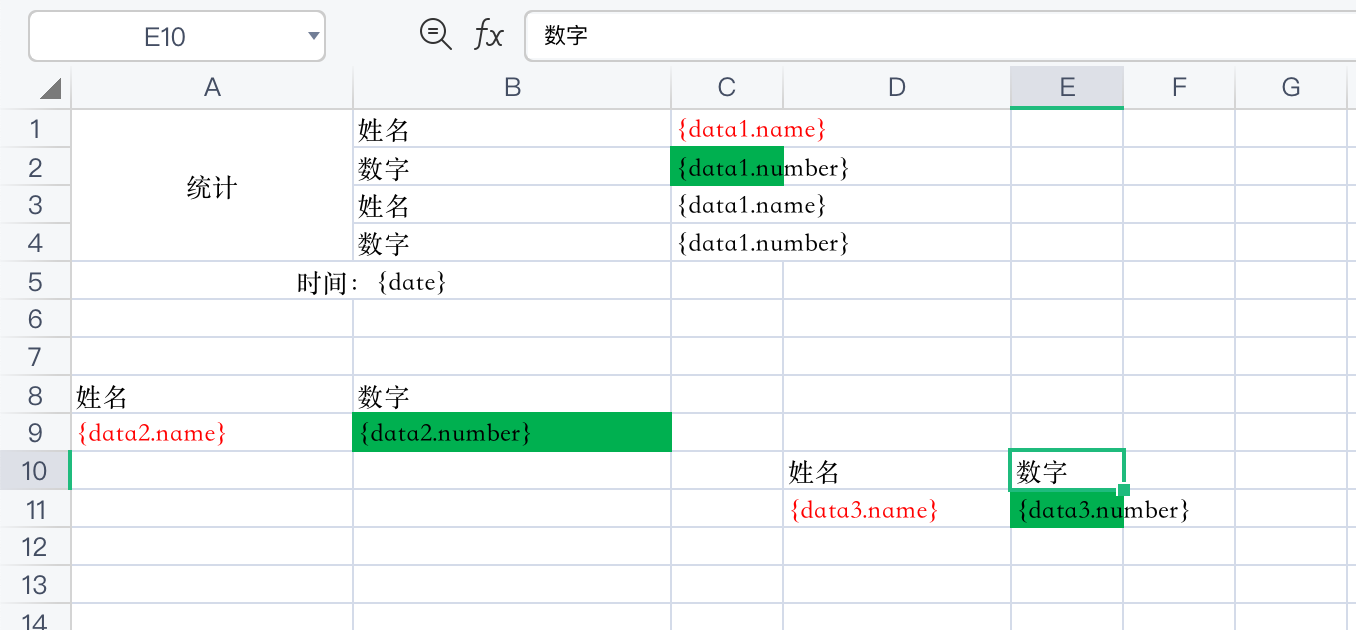 E10 fx 数字
A B C D E F G
1 姓名 {data1.name}
2 数字 {data1.number}
统计
3 姓名 {data1.name}
4 数字 {data1.number}
5 时间：{date}
6
7
8 姓名 数字
9 {data2.name} {data2.number}
10 姓名 数字
11 {data3.name} {data3.number}
12
13
14